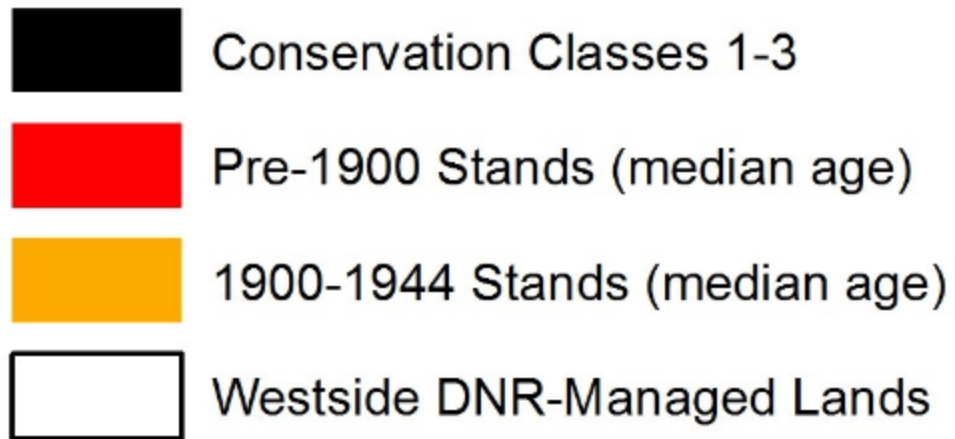 Conservation Classes 1-3
Pre-1900 Stands (median age)
1900-1944 Stands (median age)
Westside DNR-Managed Lands